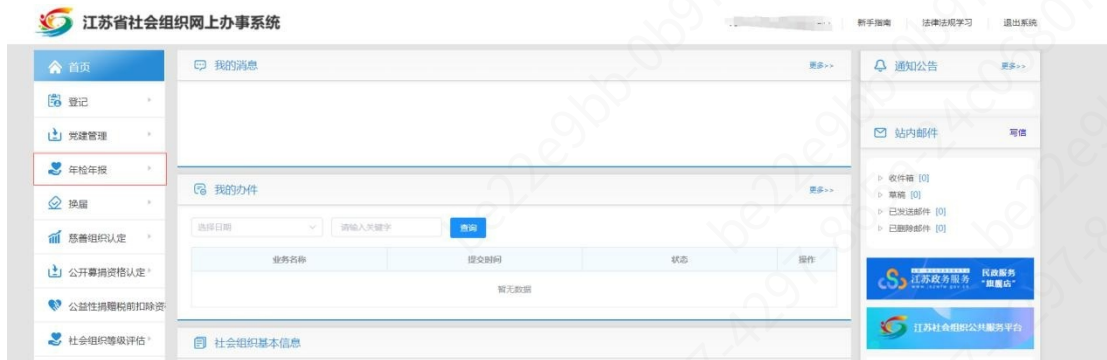 江苏省社会组织网上办事系统
新手指南 法律法规学习 退出系统
首页
登记
党建管理
年检年报
换届
慈善组织认定
公开募捐资格认定
公益性捐赠税前扣除资
社会组织等级评估
我的消息 更多>>
我的办件 更多>>
选择日期 请输入关键字 查询
业务名称 提交时间 状态 操作
暂无数据
社会组织基本信息
通知公告 更多>>
站内邮件 写信
收件箱 [0]
草稿 [0]
已发送邮件 [0]
已删除邮件 [0]
江苏政务服务 民政服务
www.jszwfw.gov.cn “旗舰店”
江苏社会组织公共服务平台